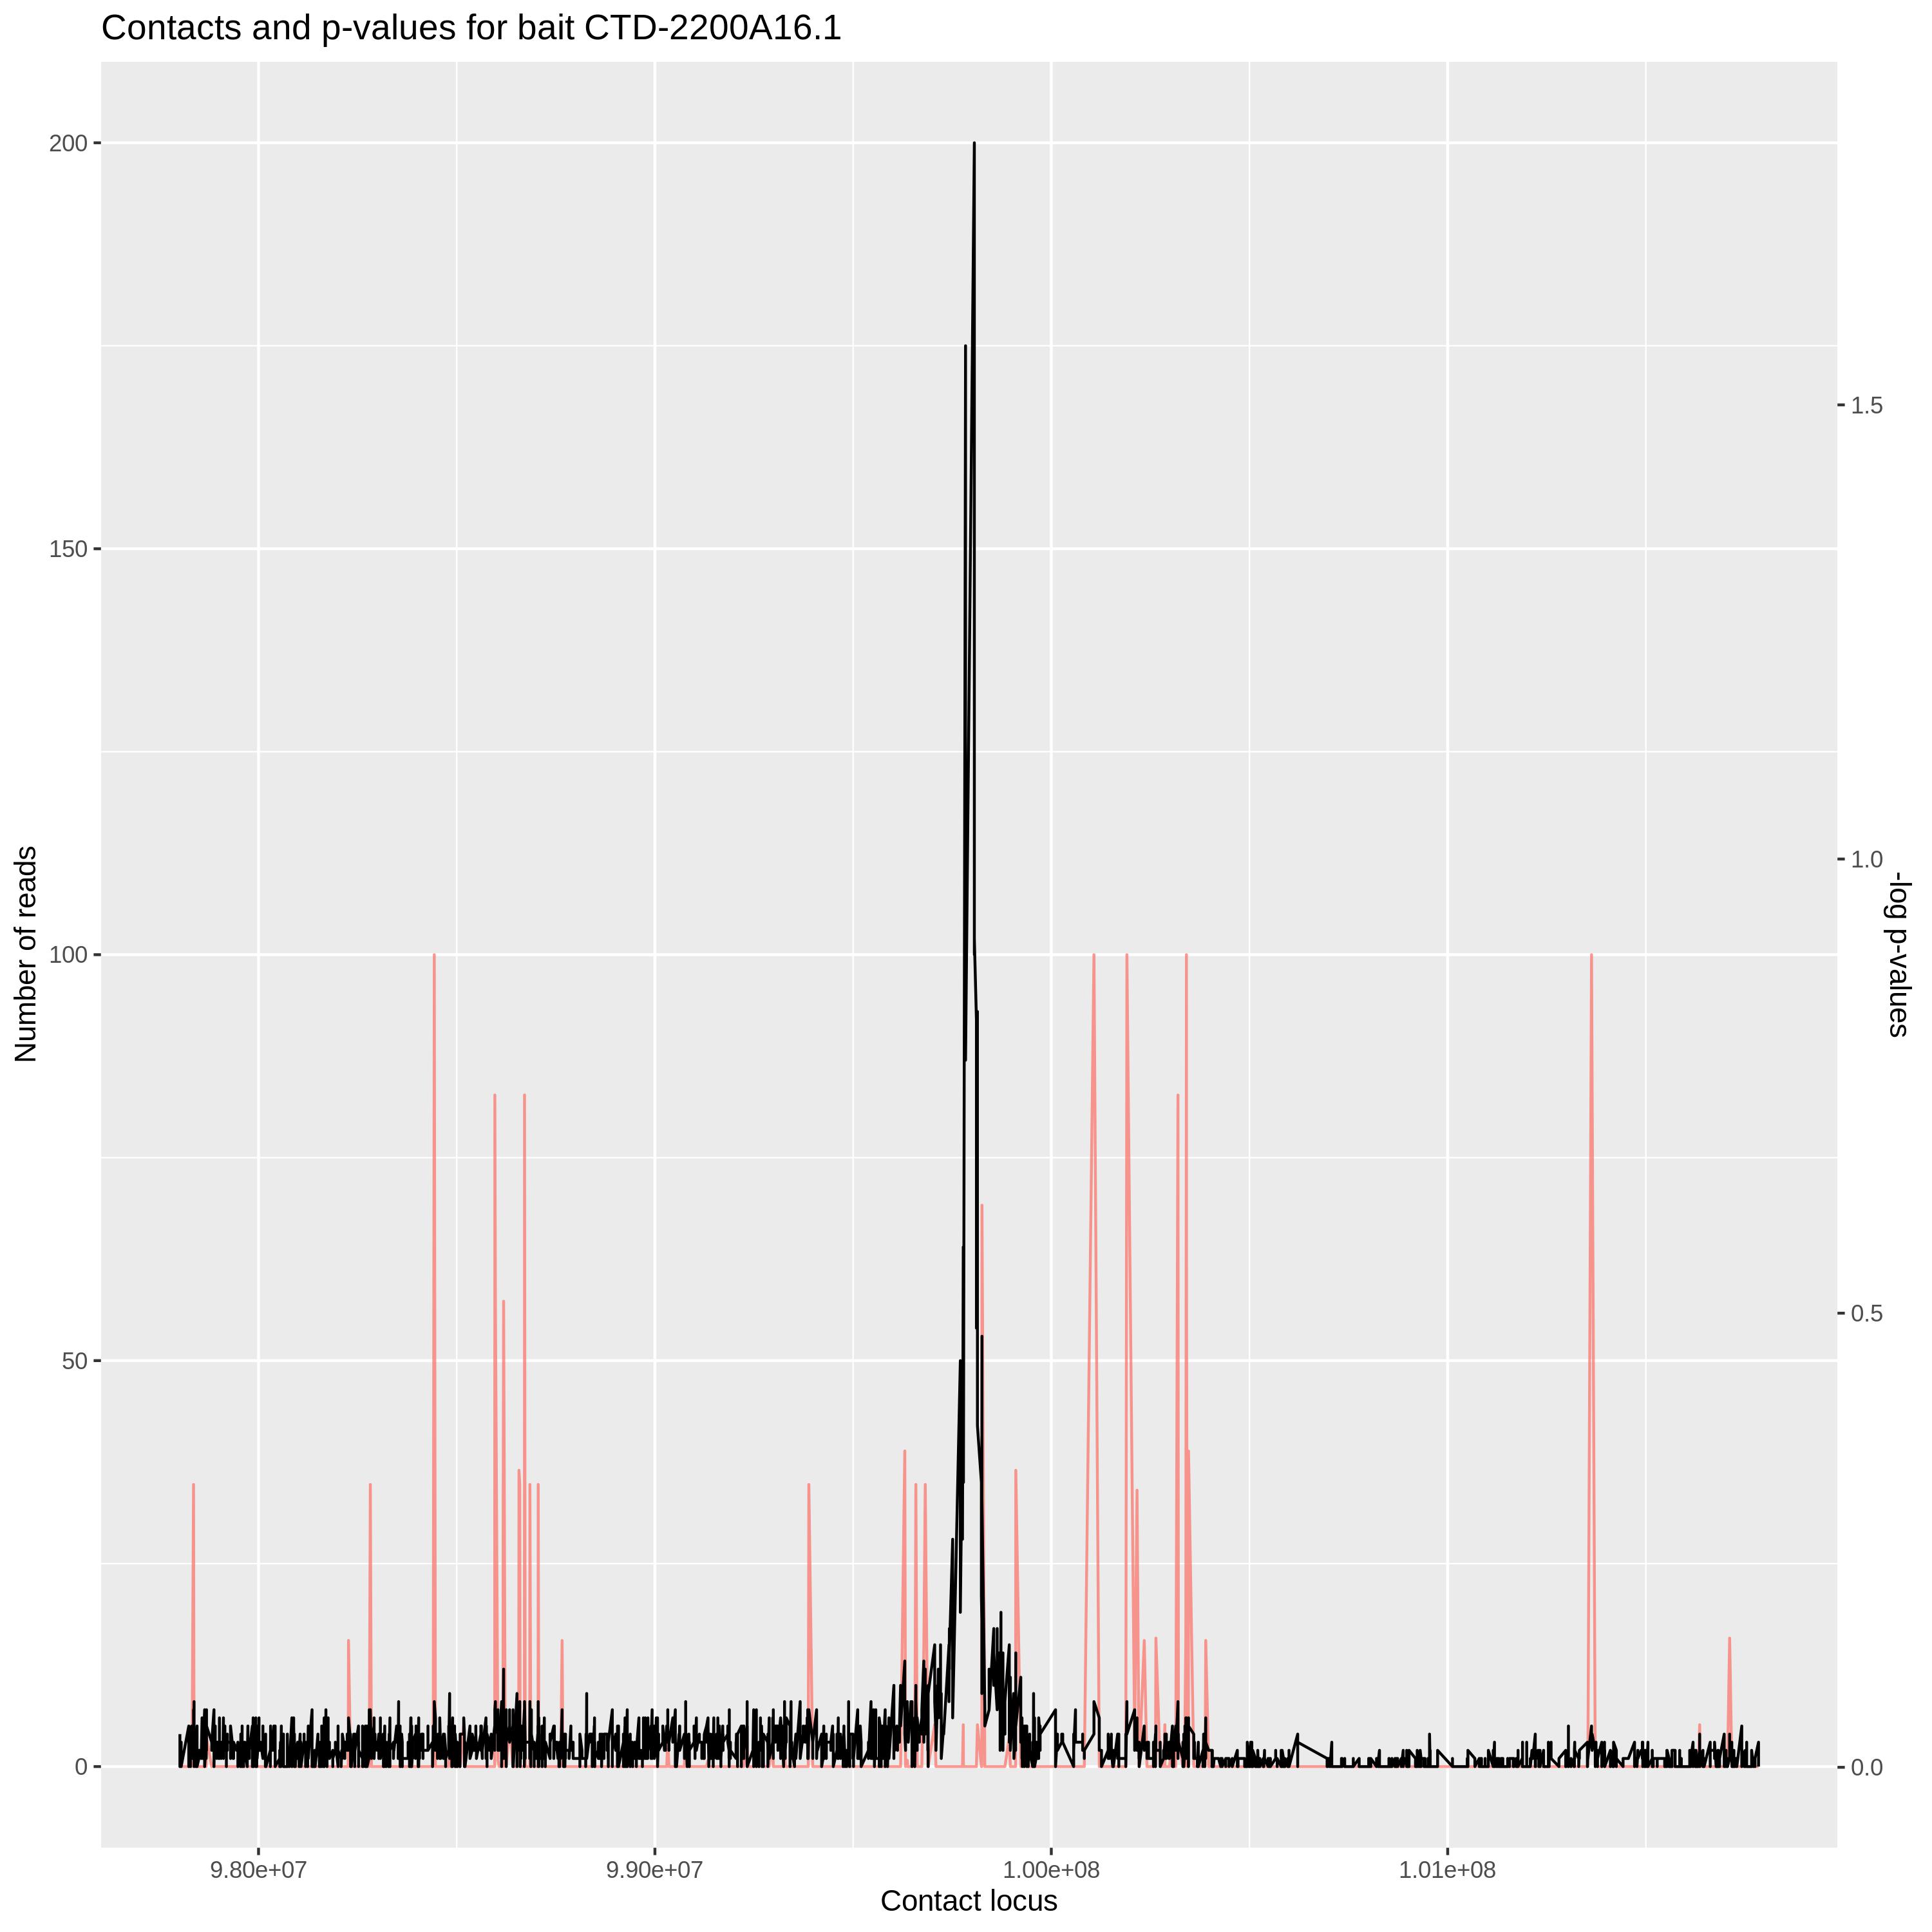 Contacts and p-values for bait CTD-2200A16.1
Number of reads
200
150
100
50
0
1.5
1.0
0.5
0.0
-log p-values
9.80e+07 9.90e+07 1.00e+08 1.01e+08
Contact locus